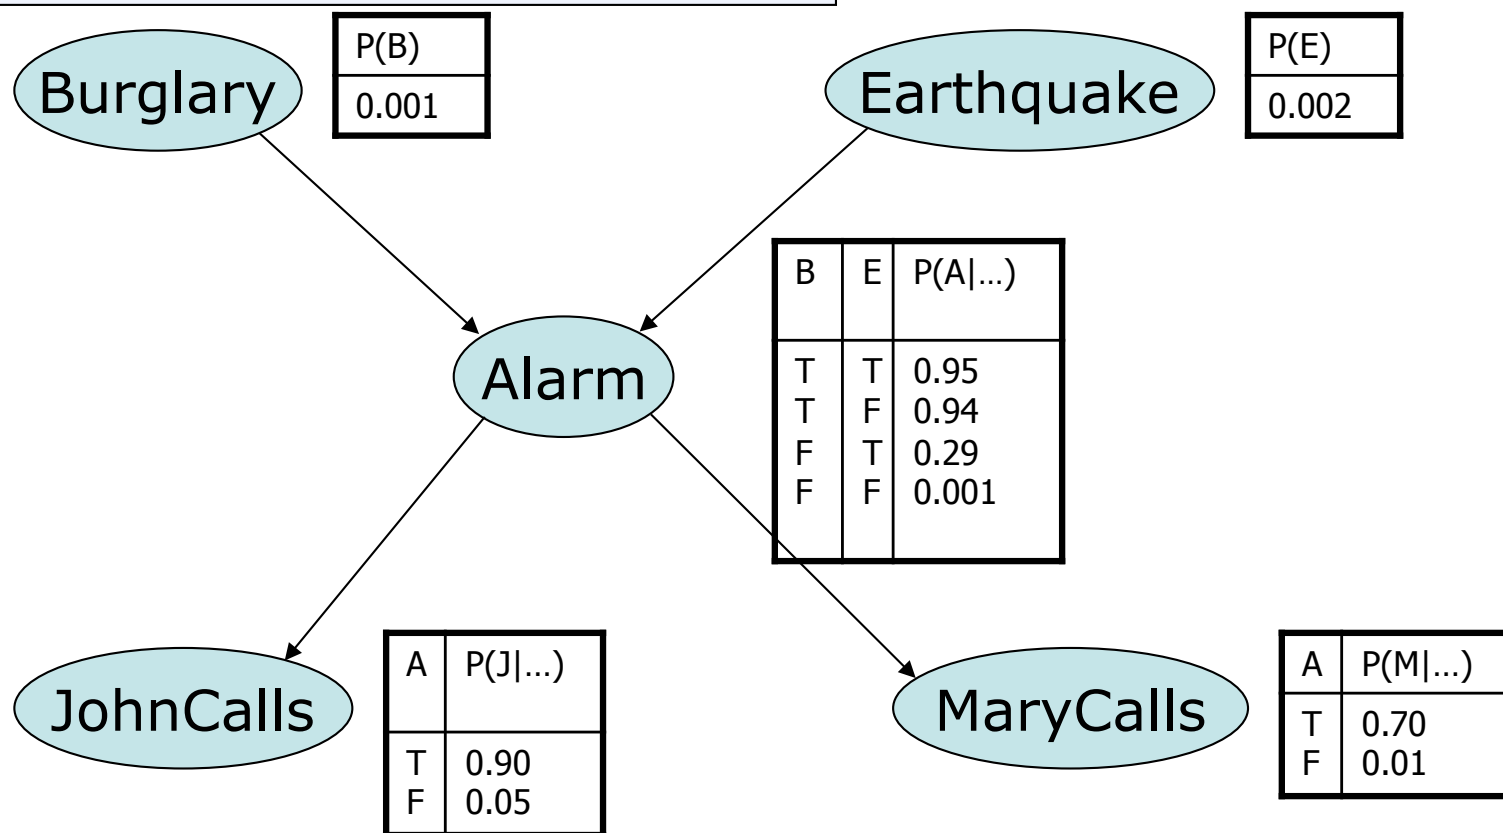 Burglary
P(B)
0.001
Earthquake
P(E)
0.002
B E P(A|…)
T T 0.95
T F 0.94
F T 0.29
F F 0.001
Alarm
JohnCalls
A P(J|…)
T 0.90
F 0.05
MaryCalls
A P(M|…)
T 0.70
F 0.01